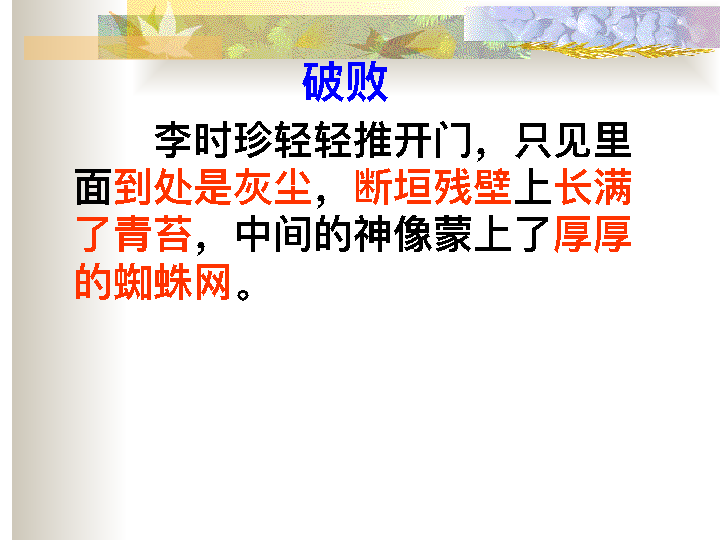 破败
李时珍轻轻推开门，只见里
面到处是灰尘，断垣残壁上长满
了青苔，中间的神像蒙上了厚厚
的蜘蛛网。